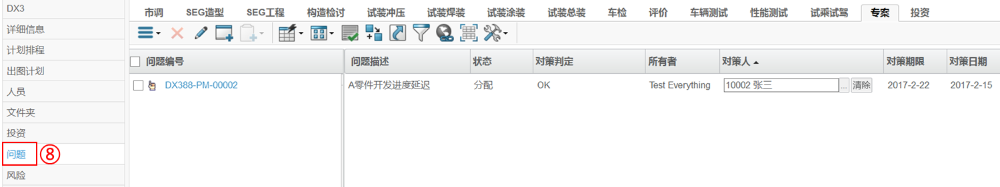 DX3
详细信息
计划排程
出图计划
人员
文件夹
投资
问题 ⑧
风险
市调 SEG造型 SEG工程 构造检讨 试装冲压 试装焊装 试装涂装 试装总装 车检 评价 车辆测试 性能测试 试乘试驾 专案 投资
问题编号 问题描述 状态 对策判定 所有者 对策人 对策期限 对策日期
DX388-PM-00002 A零件开发进度延迟 分配 OK Test Everything 10002 张三 ... 清除 2017-2-22 2017-2-15